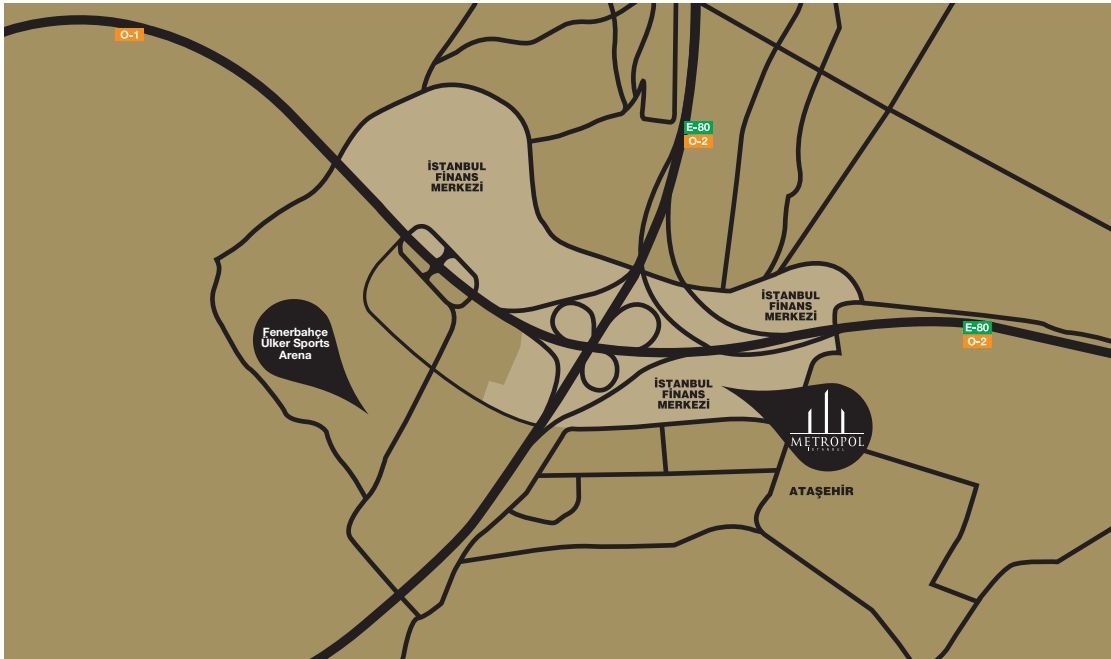 O-1
E-80
O-2
İSTANBUL
FİNANS
MERKEZİ
İSTANBUL
FİNANS
MERKEZİ
Fenerbahçe
Ülker Sports
Arena
E-80
O-2
İSTANBUL
FİNANS
MERKEZİ
METROPOL
İSTANBUL
ATAŞEHİR